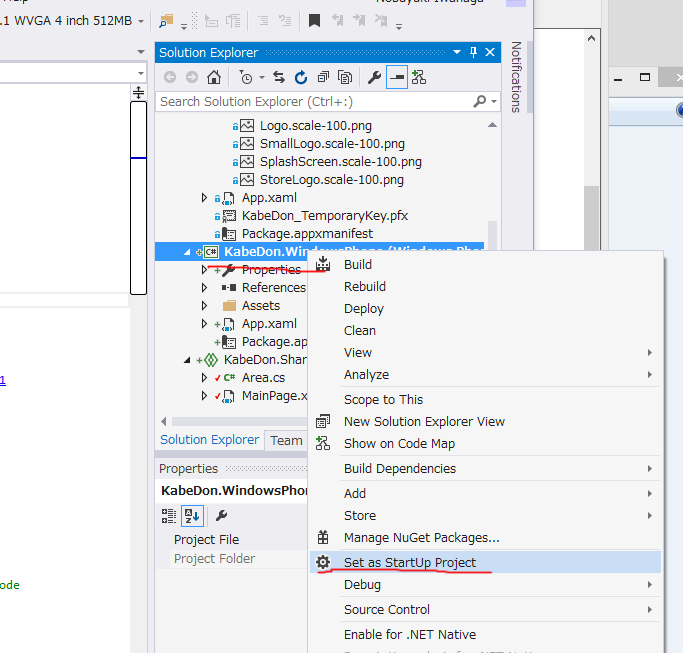 .1 WVGA 4 inch 512MB
Nobuyuki Iwanaga
Solution Explorer
Notifications
Search Solution Explorer (Ctrl+:)
Logo.scale-100.png
SmallLogo.scale-100.png
SplashScreen.scale-100.png
StoreLogo.scale-100.png
App.xaml
KabeDon_TemporaryKey.pfx
Package.appxmanifest
C# KabeDon.WindowsPhone (Windows Pho
Properties
References
Assets
App.xaml
Package.ap
KabeDon.Shar
C# Area.cs
MainPage.x
1
Solution Explorer
Team
Properties
KabeDon.WindowsPhon
Project File
Project Folder
ode
Build
Rebuild
Deploy
Clean
View
Analyze
Scope to This
New Solution Explorer View
Show on Code Map
Build Dependencies
Add
Store
Manage NuGet Packages...
Set as StartUp Project
Debug
Source Control
Enable for .NET Native